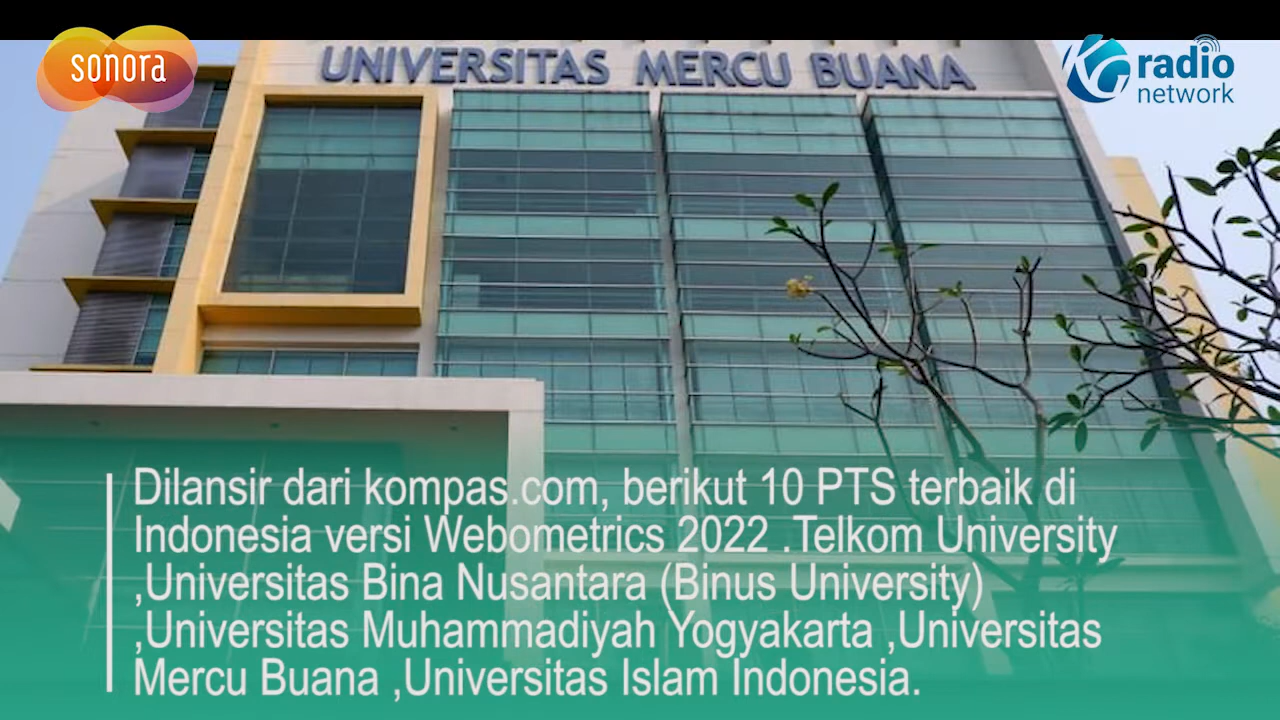 sonora
UNIVERSITAS MERCU BUANA
radio
network
Dilansir dari kompas.com, berikut 10 PTS terbaik di
Indonesia versi Webometrics 2022 .Telkom University
,Universitas Bina Nusantara (Binus University)
,Universitas Muhammadiyah Yogyakarta ,Universitas
Mercu Buana ,Universitas Islam Indonesia.